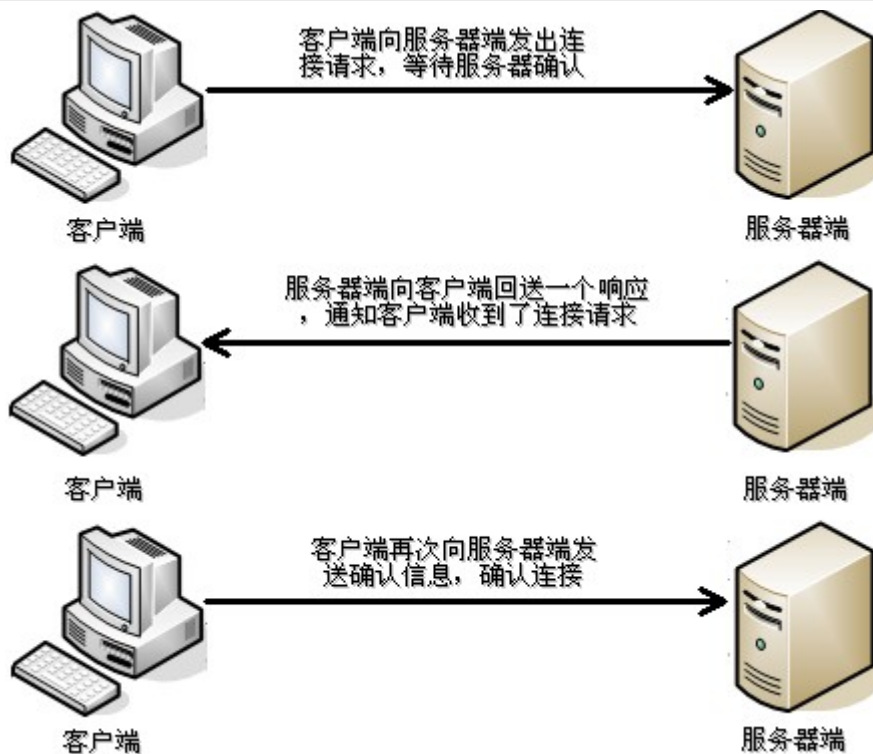 客户端向服务器端发出连
接请求，等待服务器确认
客户端
服务器端
服务器端向客户端回送一个响应
，通知客户端收到了连接请求
客户端
服务器端
客户端再次向服务器端发
送确认信息，确认连接
客户端
服务器端